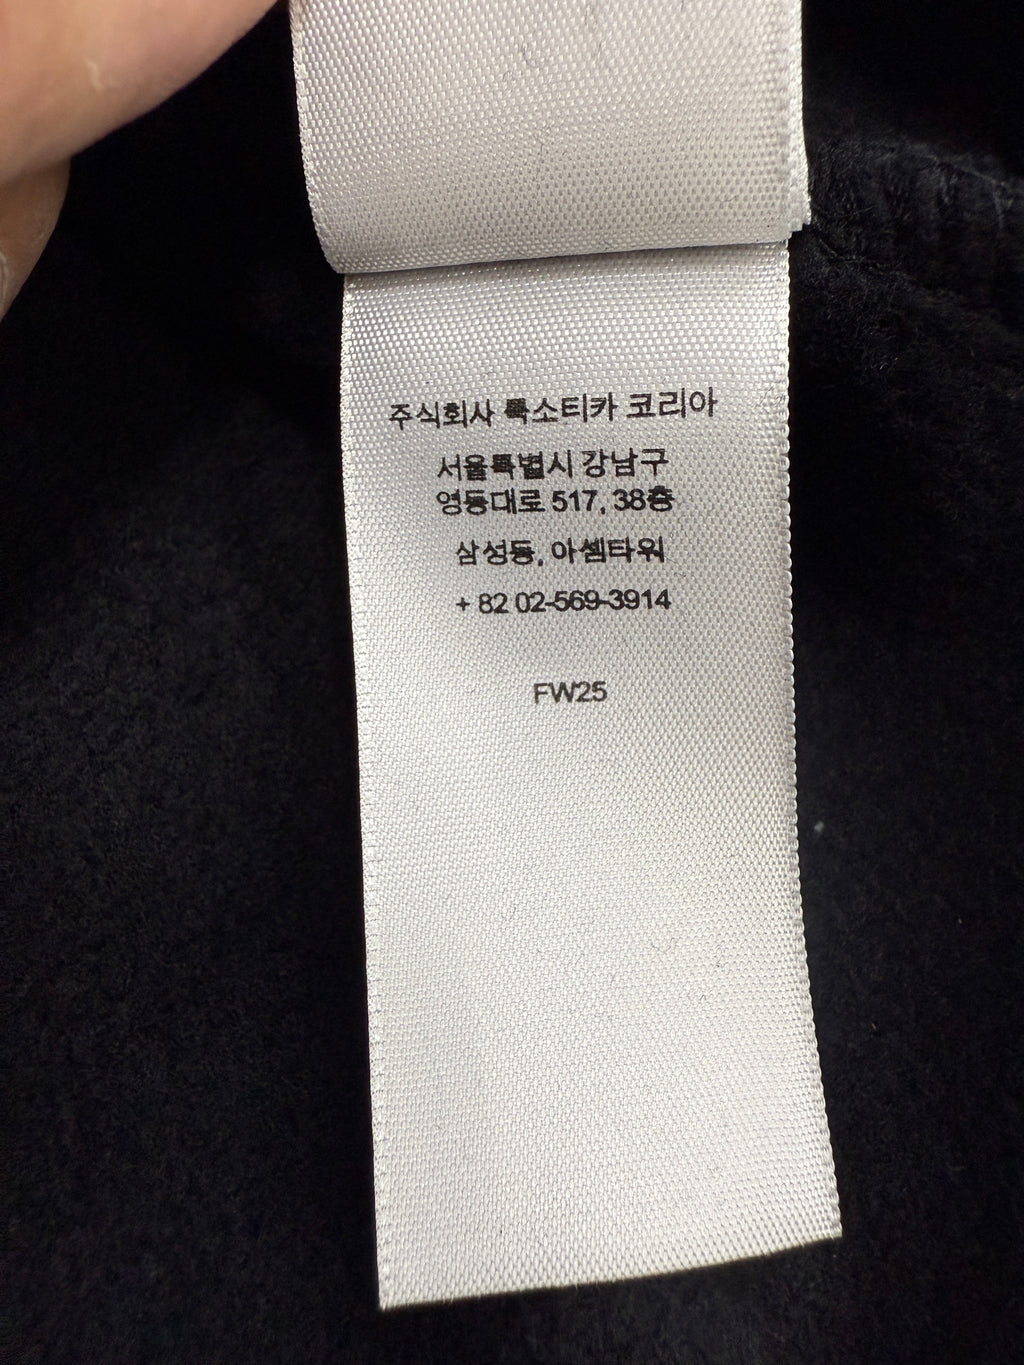 주식회사 룩소티카 코리아
서울특별시 강남구
영동대로 517, 38층
삼성동, 아셈타워
+ 82 02-569-3914
FW25